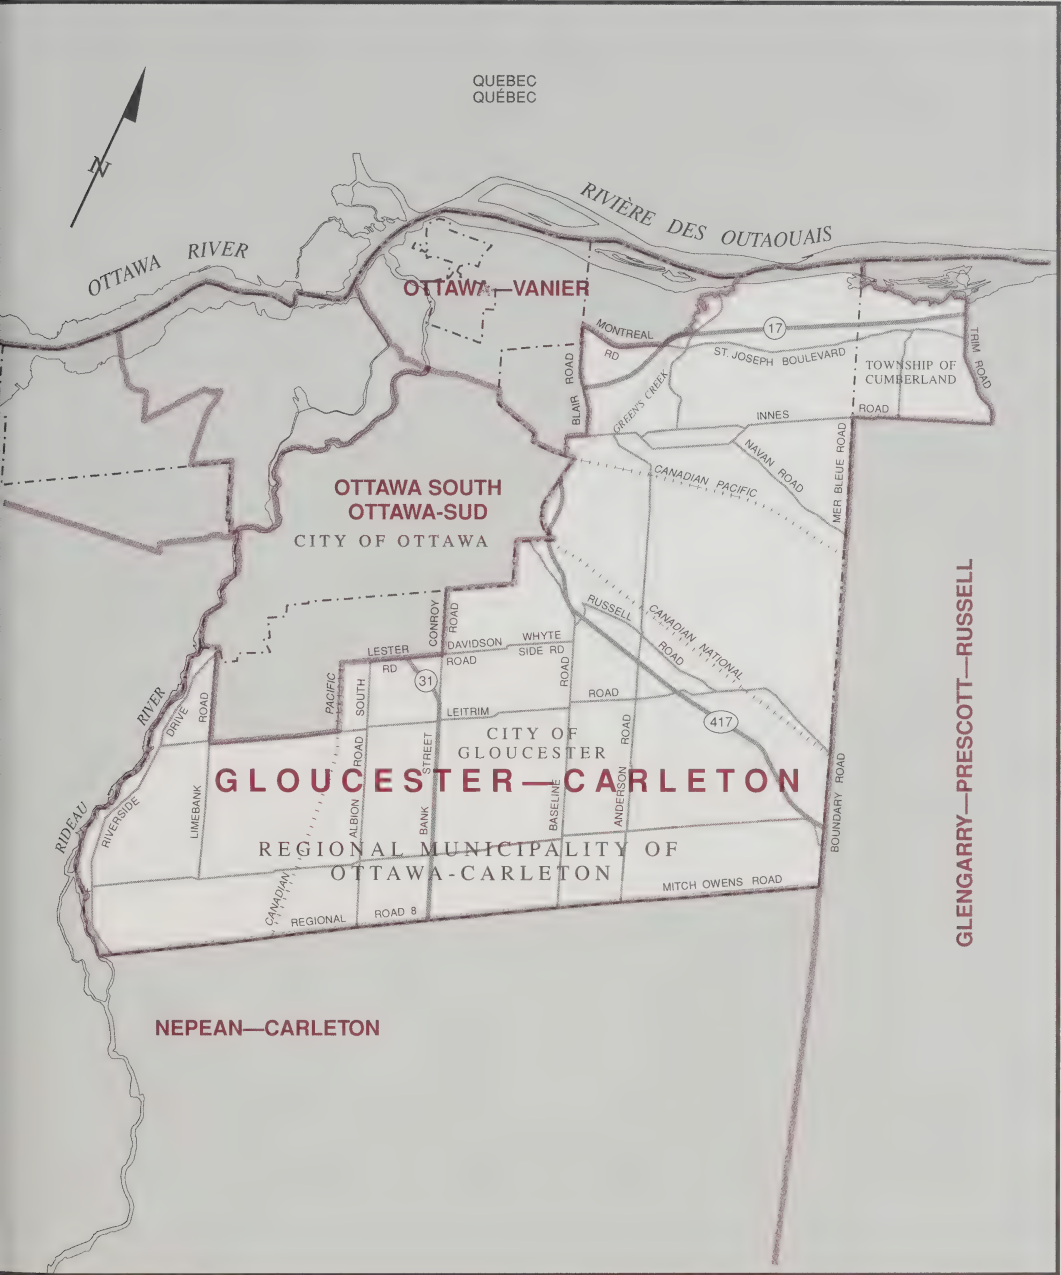 QUEBEC
QUÉBEC
N
RIVIÈRE DES OUTAOUAIS
OTTAWA RIVER
OTTAWA—VANIER
17
MONTREAL
RD
ST. JOSEPH BOULEVARD
TRIM ROAD
TOWNSHIP OF
CUMBERLAND
BLAIR ROAD
GREEN'S CREEK
INNES ROAD
NAVAN ROAD
MER BLEUE ROAD
CANADIAN PACIFIC
OTTAWA SOUTH
OTTAWA-SUD
CITY OF OTTAWA
GLENGARRY—PRESCOTT—RUSSELL
CONROY ROAD
RUSSELL ROAD
CANADIAN NATIONAL
DAVIDSON ROAD
WHYTE
SIDE RD
LESTER
RD
31
PACIFIC
SOUTH
ROAD
ROAD
LEITRIM
417
RIVER
DRIVE
ROAD
CITY OF
GLOUCESTER
GLOUCESTER—CARLETON
RIDEAU
RIVERSIDE
LIMEBANK
ALBION ROAD
BANK STREET
BASELINE
ANDERSON ROAD
BOUNDARY ROAD
REGIONAL MUNICIPALITY OF
OTTAWA-CARLETON
CANADIAN
REGIONAL ROAD 8
MITCH OWENS ROAD
NEPEAN—CARLETON